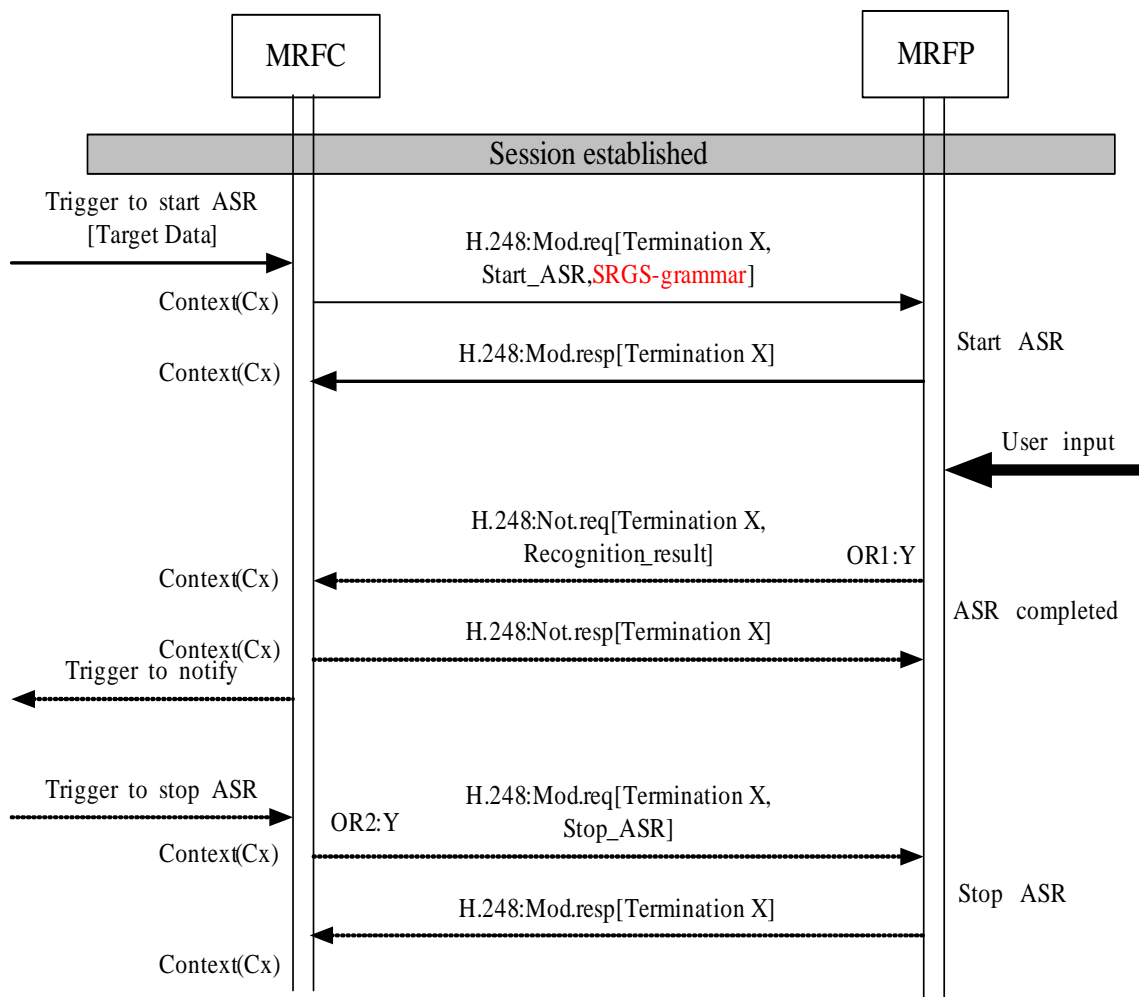 MRFC
MRFP
Session established
Trigger to start ASR
[Target Data]
H.248:Mod.req[Termination X,
Start_ASR,SRGS-grammar]
Context(Cx)
Start ASR
H.248:Mod.resp[Termination X]
Context(Cx)
User input
H.248:Not.req[Termination X,
Recognition_result]
OR1:Y
Context(Cx)
ASR completed
H.248:Not.resp[Termination X]
Context(Cx)
Trigger to notify
Trigger to stop ASR
H.248:Mod.req[Termination X,
Stop_ASR]
OR2:Y
Context(Cx)
Stop ASR
H.248:Mod.resp[Termination X]
Context(Cx)